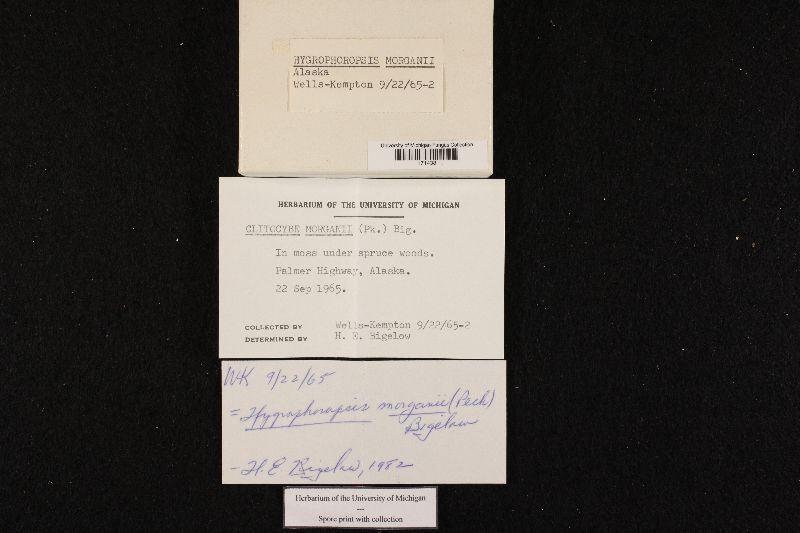 HYGROPHOROPSIS MORGANII
Alaska
Wells-Kempton 9/22/65-2
University of Michigan Fungus Collection
HERBARIUM OF THE UNIVERSITY OF MICHIGAN
CLITOCYBE MORGANII (Pk.) Big.
In moss under spruce woods.
Palmer Highway, Alaska.
22 Sep 1965.
COLLECTED BY Wells-Kempton 9/22/65-2
DETERMINED BY H. E. Bigelow
WK 9/22/65
= Hygrophoropsis morganii (Peck)
Bigelow
- H.E. Bigelow, 1982
Herbarium of the University of Michigan
---
Spore print with collection